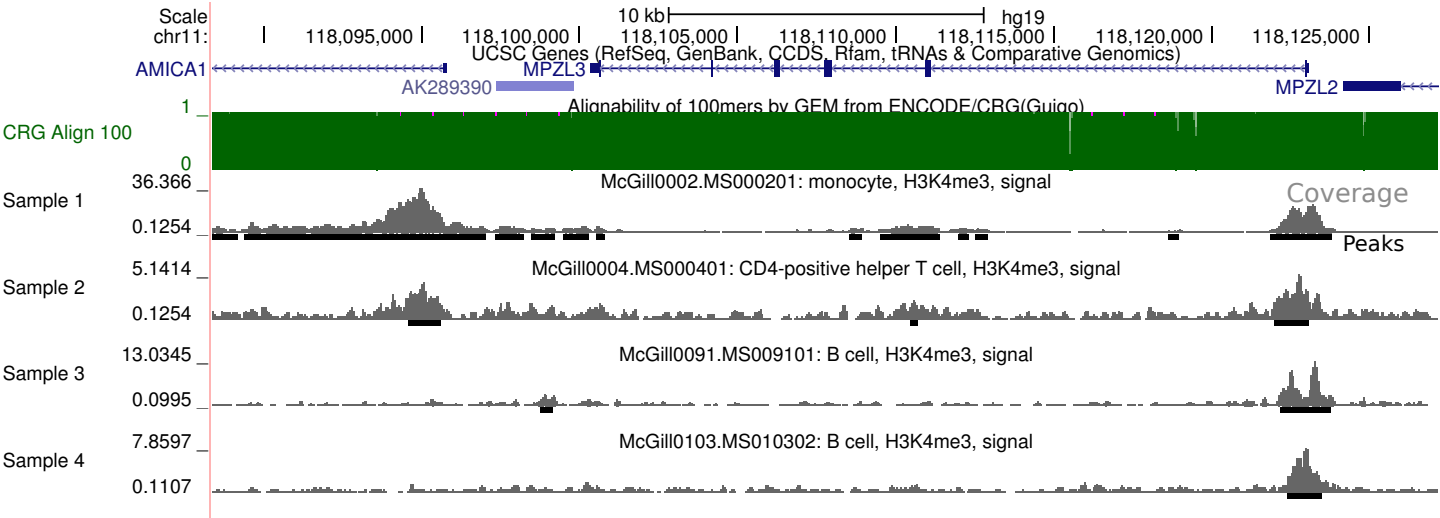 Scale 10 kb hg19
chr11: 118,095,000 118,100,000 118,105,000 118,110,000 118,115,000 118,120,000 118,125,000
UCSC Genes (RefSeq, GenBank, CCDS, Rfam, tRNAs & Comparative Genomics)
AMICA1 MPZL3
AK289390 MPZL2
Alignability of 100mers by GEM from ENCODE/CRG(Guigo)
1 _
CRG Align 100
0
McGill0002.MS000201: monocyte, H3K4me3, signal
36.366 _
Sample 1 Coverage
0.1254 _
Peaks
McGill0004.MS000401: CD4-positive helper T cell, H3K4me3, signal
5.1414 _
Sample 2
0.1254 _
McGill0091.MS009101: B cell, H3K4me3, signal
13.0345 _
Sample 3
0.0995 _
McGill0103.MS010302: B cell, H3K4me3, signal
7.8597 _
Sample 4
0.1107 _